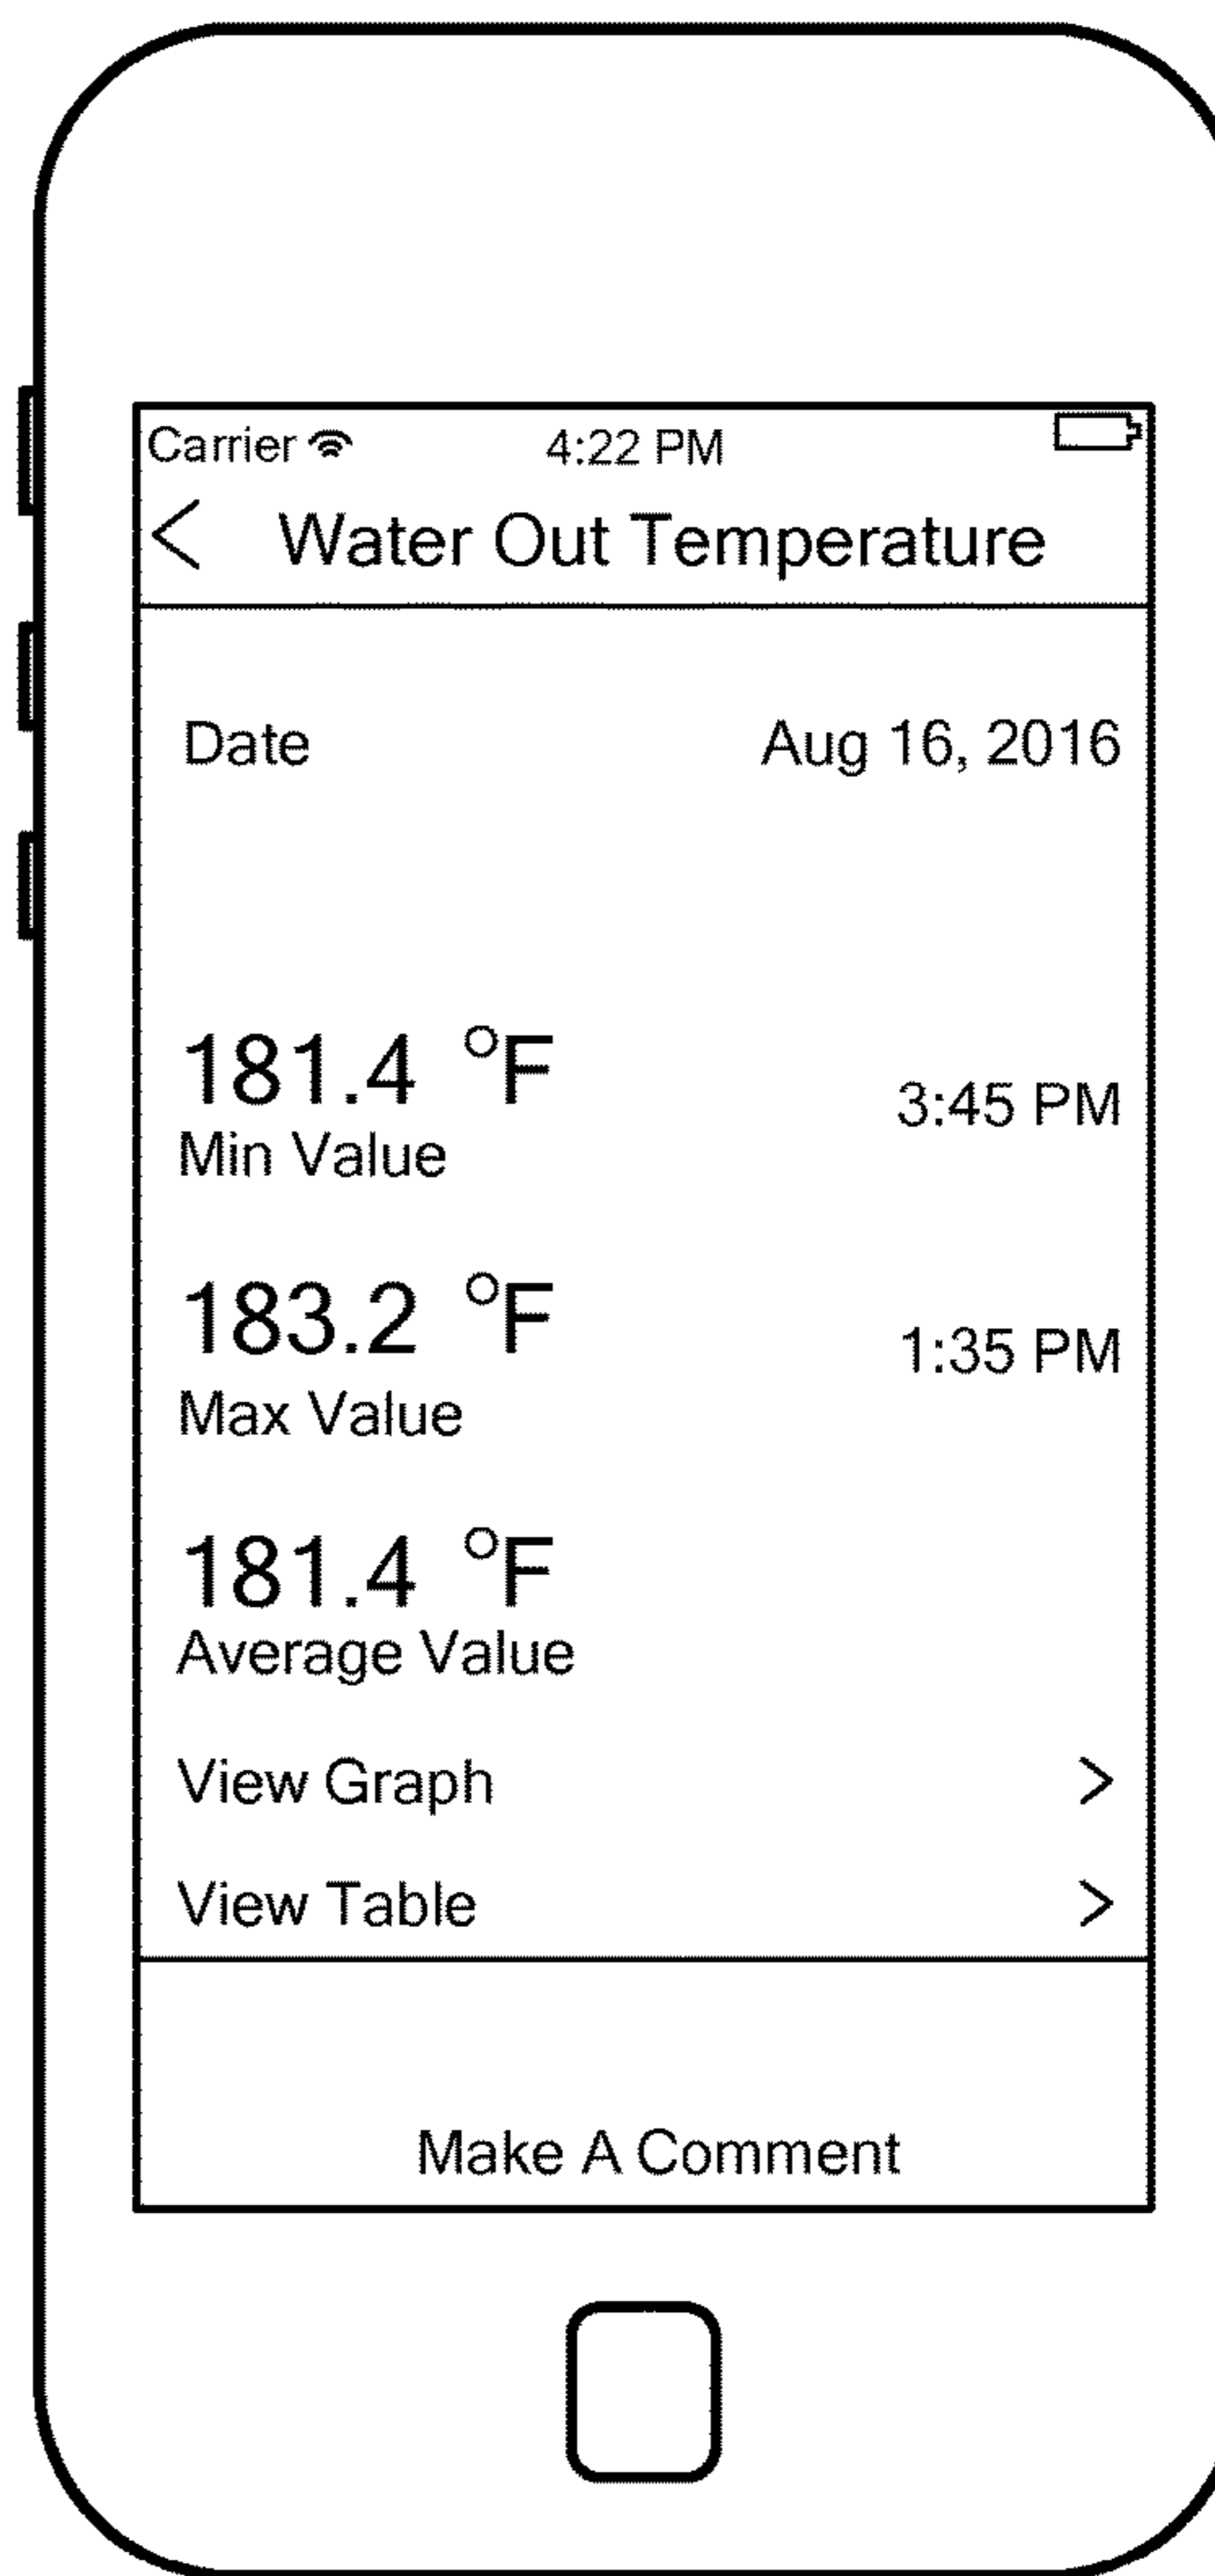 Carrier 4:22 PM
< Water Out Temperature
Date Aug 16, 2016
181.4 °F
3:45 PM
Min Value
183.2 °F
1:35 PM
Max Value
181.4 °F
Average Value
View Graph >
View Table >
Make A Comment